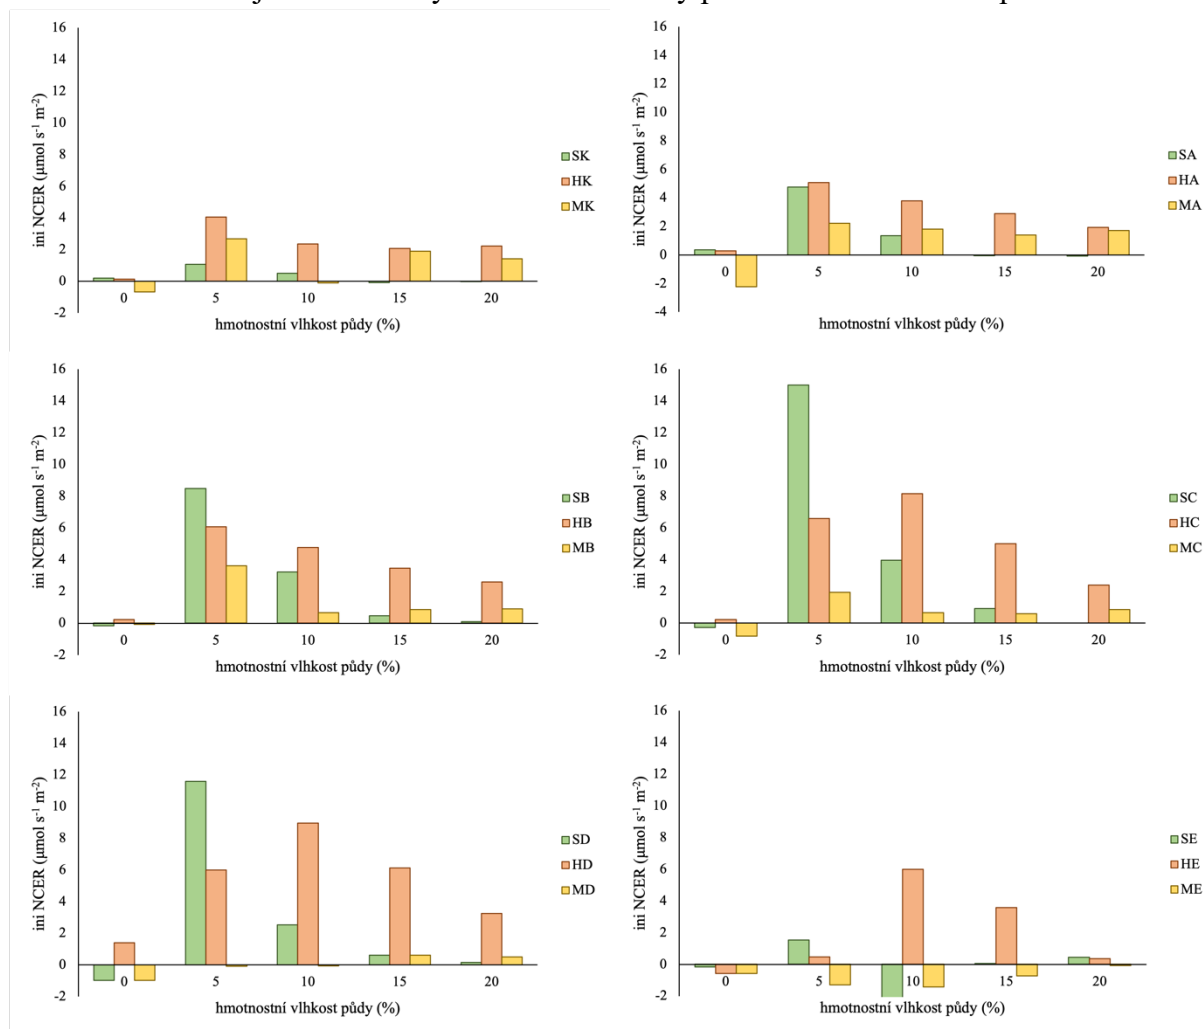 16
14
12
10
8
6
4
2
0
-2
ini NCER (µmol s⁻¹ m⁻²)
0 5 10 15 20
hmotnostní vlhkost půdy (%)
SK
HK
MK
16
14
12
10
8
6
4
2
0
-2
-4
ini NCER (µmol s⁻¹ m⁻²)
0 5 10 15 20
hmotnostní vlhkost půdy (%)
SA
HA
MA
16
14
12
10
8
6
4
2
0
-2
ini NCER (µmol s⁻¹ m⁻²)
0 5 10 15 20
hmotnostní vlhkost půdy (%)
SB
HB
MB
16
14
12
10
8
6
4
2
0
-2
ini NCER (µmol s⁻¹ m⁻²)
0 5 10 15 20
hmotnostní vlhkost půdy (%)
SC
HC
MC
16
14
12
10
8
6
4
2
0
-2
ini NCER (µmol s⁻¹ m⁻²)
0 5 10 15 20
hmotnostní vlhkost půdy (%)
SD
HD
MD
16
14
12
10
8
6
4
2
0
-2
ini NCER (µmol s⁻¹ m⁻²)
0 5 10 15 20
hmotnostní vlhkost půdy (%)
SE
HE
ME